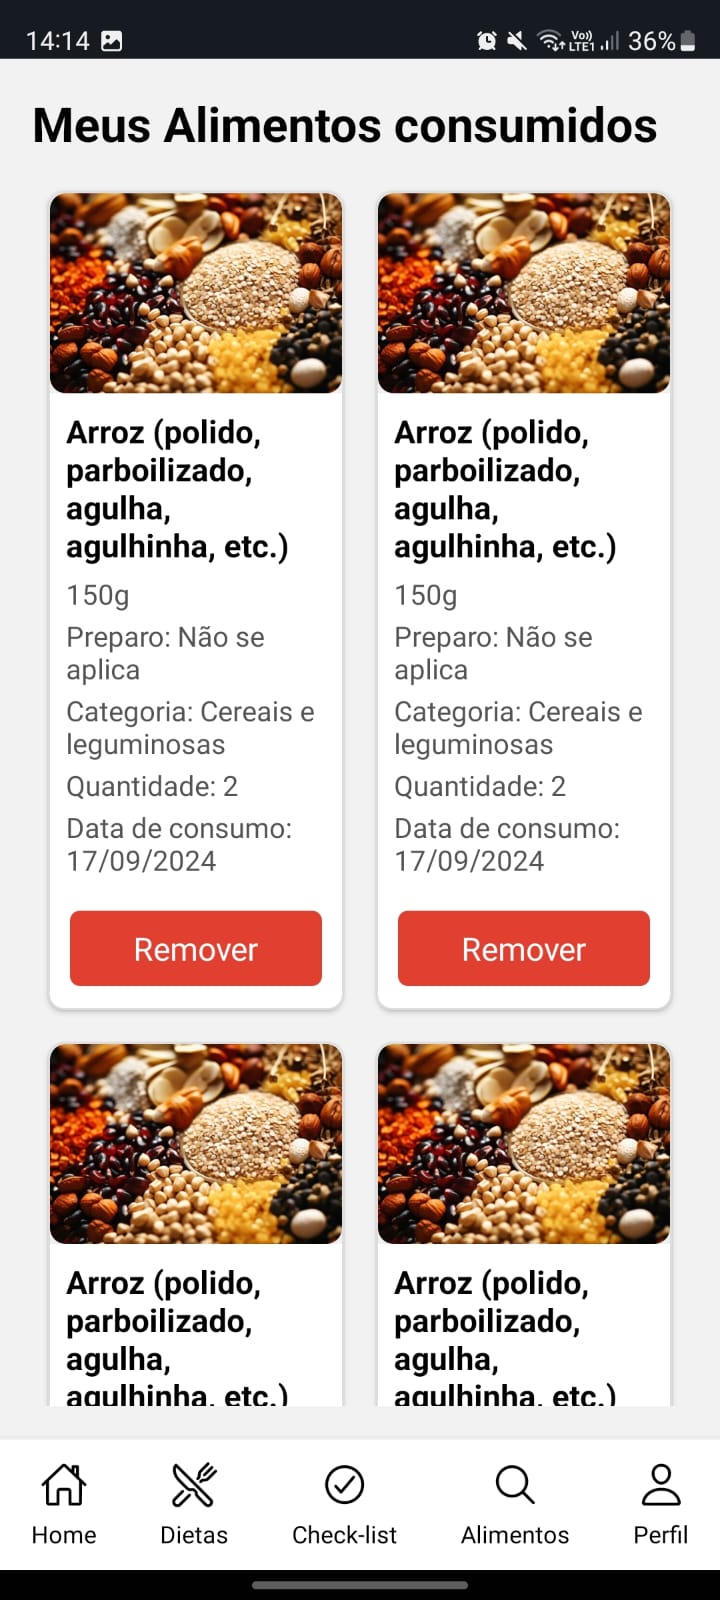 14:14 Vo)) LTE1 36%
Meus Alimentos consumidos
Arroz (polido,
parboilizado,
agulha,
agulhinha, etc.)
150g
Preparo: Não se
aplica
Categoria: Cereais e
leguminosas
Quantidade: 2
Data de consumo:
17/09/2024
Remover
Arroz (polido,
parboilizado,
agulha,
agulhinha, etc.)
150g
Preparo: Não se
aplica
Categoria: Cereais e
leguminosas
Quantidade: 2
Data de consumo:
17/09/2024
Remover
Arroz (polido,
parboilizado,
agulha,
agulhinha, etc.)
Arroz (polido,
parboilizado,
agulha,
agulhinha, etc.)
Home Dietas Check-list Alimentos Perfil